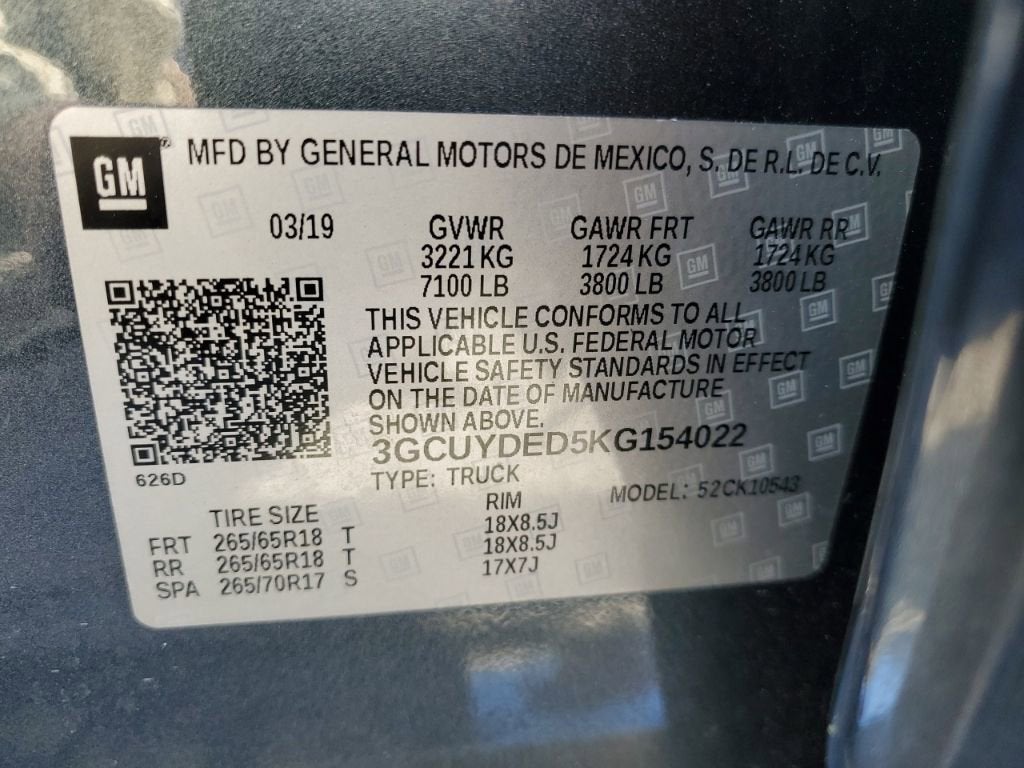 GM
MFD BY GENERAL MOTORS DE MEXICO, S. DE R.L. DE C.V.
03/19 GVWR GAWR FRT GAWR RR
3221 KG 1724 KG 1724 KG
7100 LB 3800 LB 3800 LB
THIS VEHICLE CONFORMS TO ALL
APPLICABLE U.S. FEDERAL MOTOR
VEHICLE SAFETY STANDARDS IN EFFECT
ON THE DATE OF MANUFACTURE
SHOWN ABOVE.
3GCUYDED5KG154022
626D
TYPE: TRUCK
MODEL: 52CK10543
TIRE SIZE RIM
FRT 265/65R18 T 18X8.5J
RR 265/65R18 T 18X8.5J
SPA 265/70R17 S 17X7J